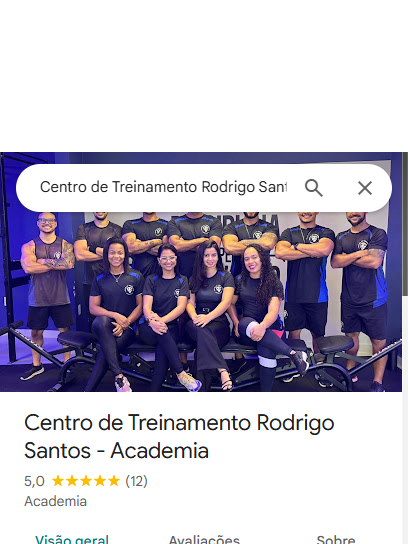 Centro de Treinamento Rodrigo Sant
Centro de Treinamento Rodrigo
Santos - Academia
5,0 ★★★★★ (12)
Academia
Visão geral
Avaliações
Sobre